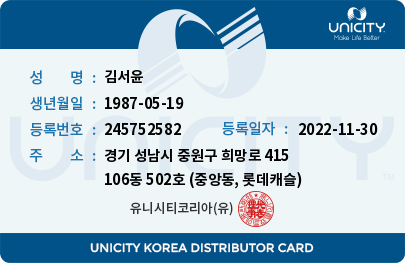 UNICITY
Make Life Better
성 명 : 김서윤
생년월일 : 1987-05-19
등록번호 : 245752582 등록일자 : 2022-11-30
주 소 : 경기 성남시 중원구 희망로 415
106동 502호 (중앙동, 롯데캐슬)
유니시티코리아(유)
UNICITY
UNICITY KOREA DISTRIBUTOR CARD